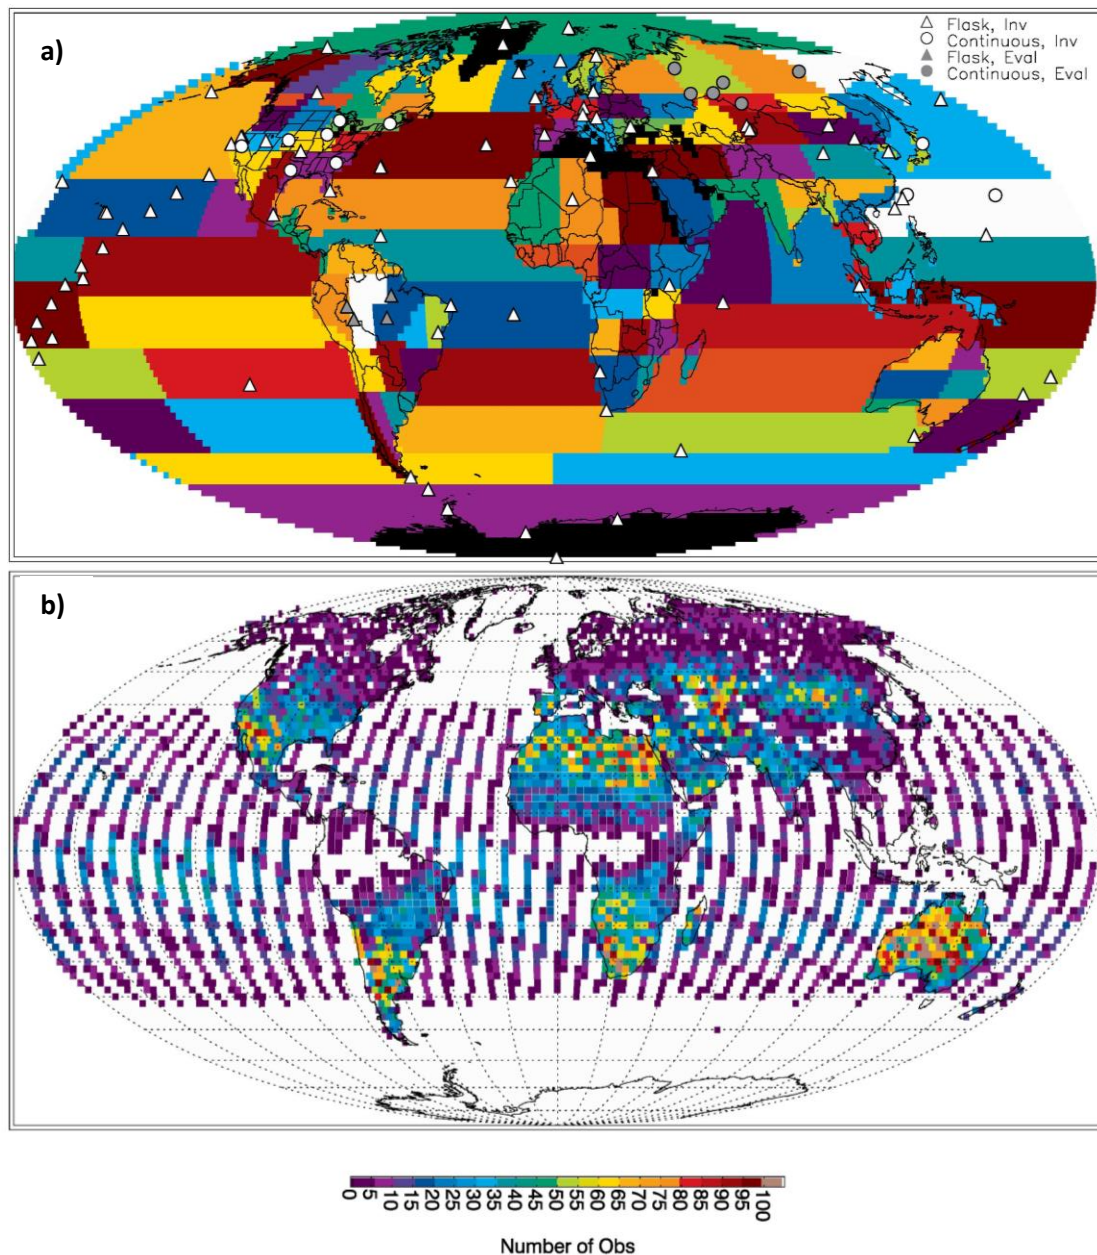 a)
Flask, Inv
Continuous, Inv
Flask, Eval
Continuous, Eval
b)
0 5 10 15 20 25 30 35 40 45 50 55 60 65 70 75 80 85 90 95 100
Number of Obs